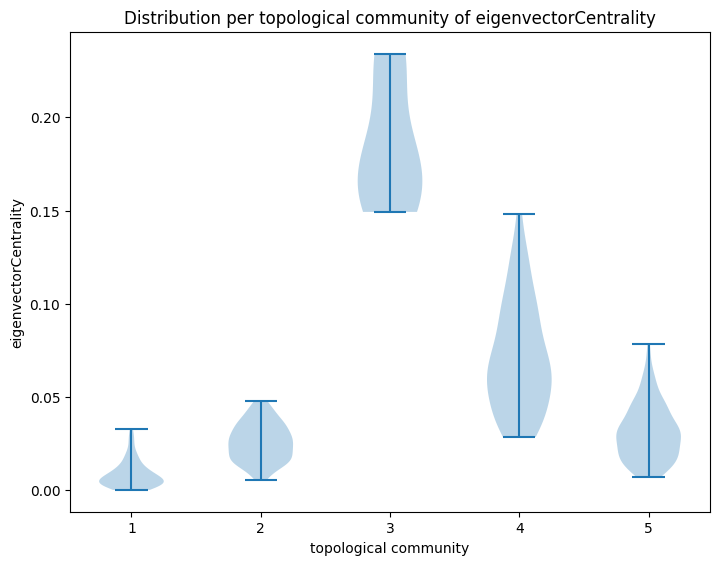 Distribution per topological community of eigenvectorCentrality
eigenvectorCentrality
0.20
0.15
0.10
0.05
0.00
1 2 3 4 5
topological community